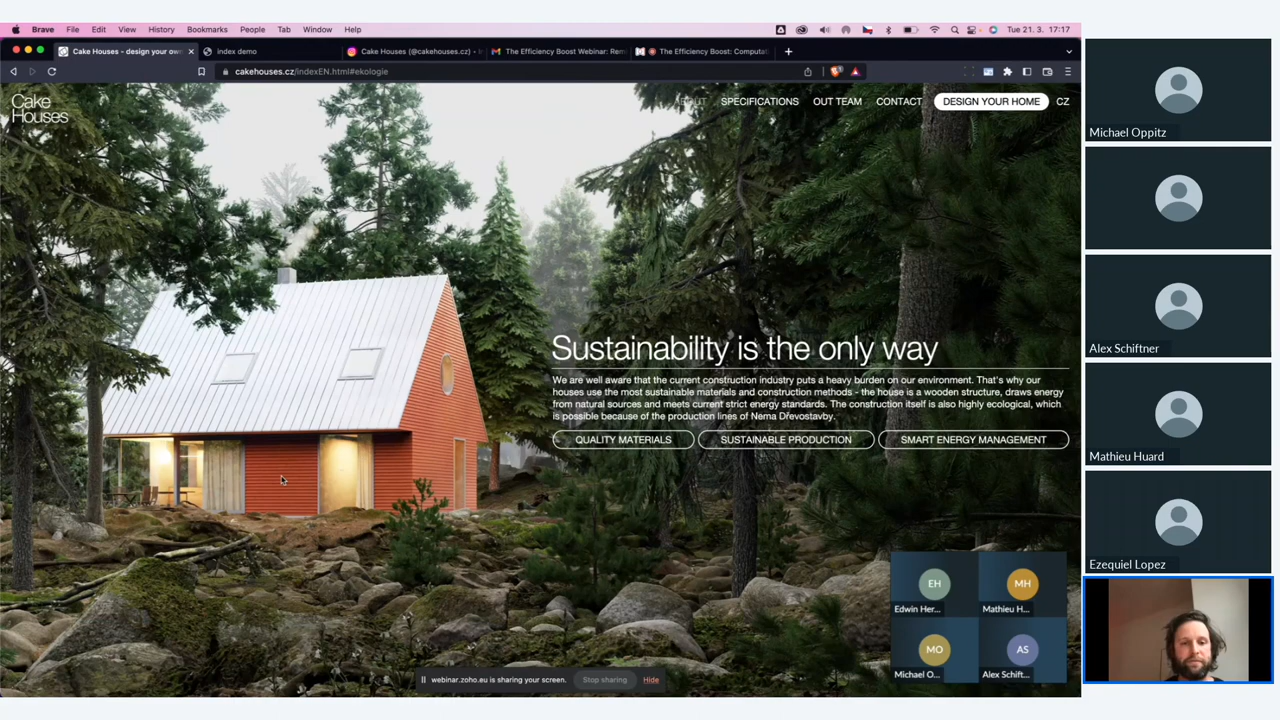 Brave File Edit View History Bookmarks People Tab Window Help Tue 21. 3. 17:17
Cake Houses - design your own
index demo
Cake Houses (@cakehouses.cz) •
The Efficiency Boost Webinar: Rem
The Efficiency Boost: Computat
cakehouses.cz/indexEN.html#ekologie
Cake
Houses
ABOUT SPECIFICATIONS OUR TEAM CONTACT DESIGN YOUR HOME CZ
Sustainability is the only way
We are well aware that the current construction industry puts a heavy burden on our environment. That's why our
houses use the most sustainable materials and construction methods - the house is a wooden structure, draws energy
from natural sources and meets current strict energy standards. The construction itself is also highly ecological, which
is possible because of the production lines of Nema Dřevostavby.
QUALITY MATERIALS SUSTAINABLE PRODUCTION SMART ENERGY MANAGEMENT
EH MH
Edwin Her... Mathieu H...
MO AS
Michael O... Alex Schift...
webinar.zoho.eu is sharing your screen. Stop sharing Hide
Michael Oppitz
Alex Schiftner
Mathieu Huard
Ezequiel Lopez